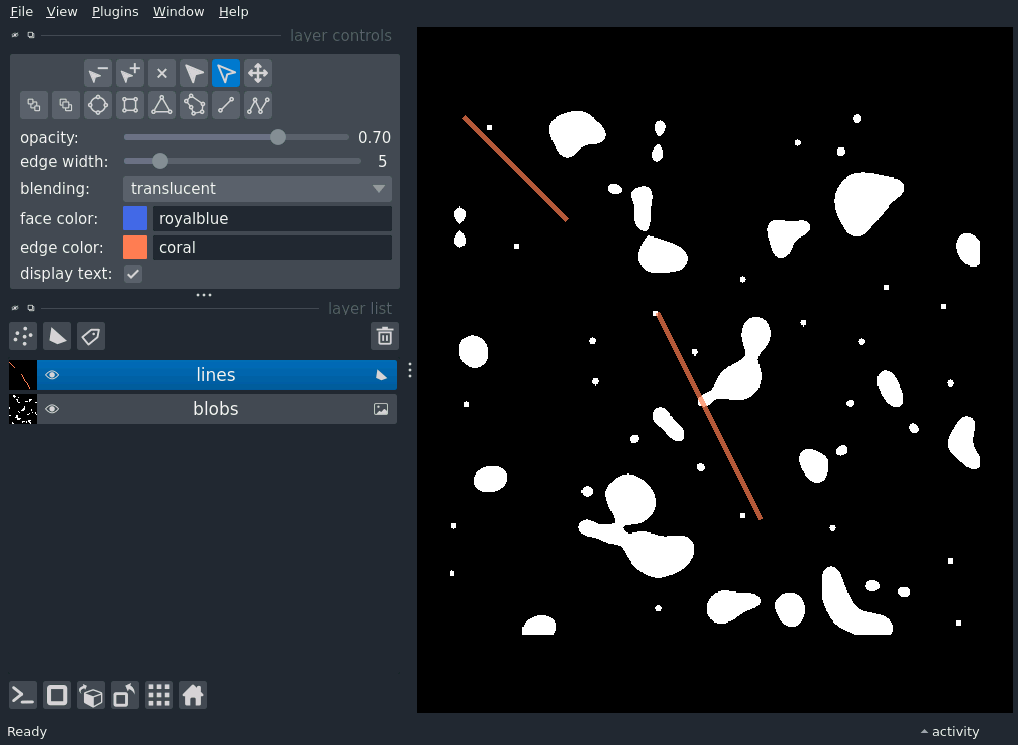 File View Plugins Window Help
layer controls
opacity: 0.70
edge width: 5
blending: translucent
face color: royalblue
edge color: coral
display text:
layer list
lines
blobs
Ready activity